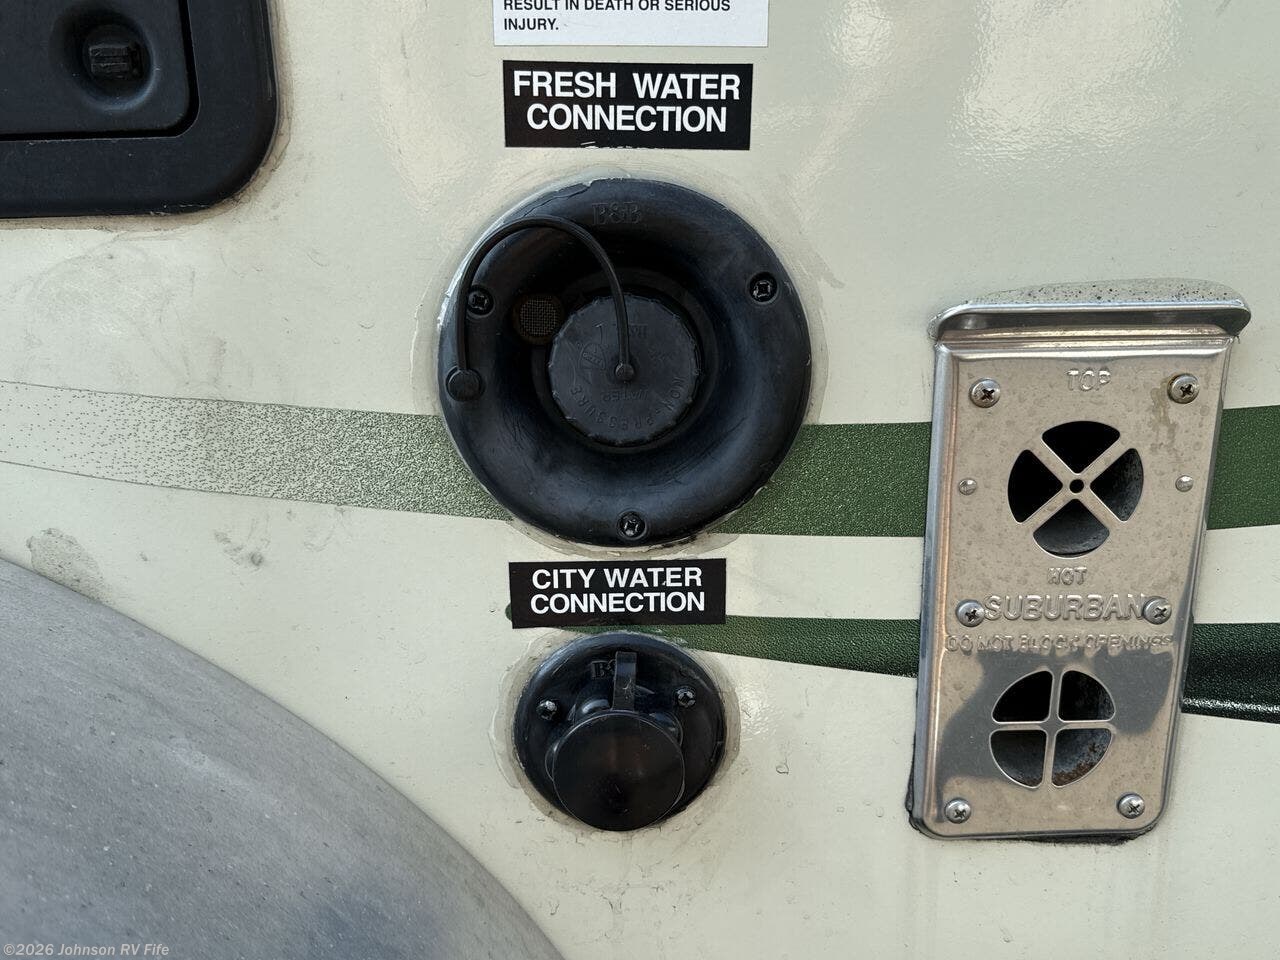 RESULT IN DEATH OR SERIOUS
INJURY.
FRESH WATER
CONNECTION
B&B
NON-PRESSURE
WATER
CITY WATER
CONNECTION
TOP
HOT
SUBURBAN
DO NOT BLOCK OPENINGS
©2026 Johnson RV Fife